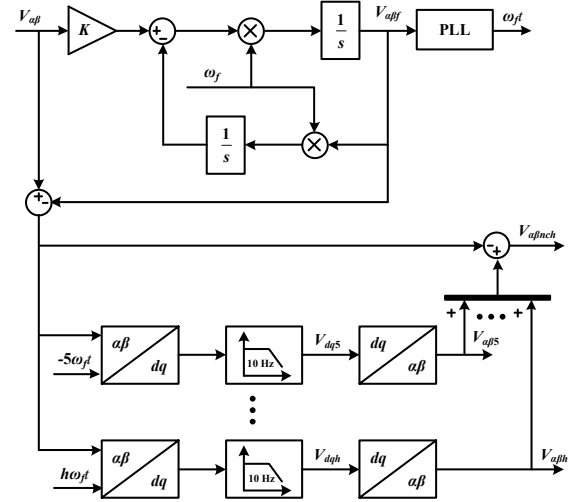 Vαβ
K
+
-
×
1
s
Vαβf
PLL
ωft
ωf
1
s
×
+
-
Vαβnch
-
+
+ ••• +
-5ωft
αβ
dq
10 Hz
Vdq5
dq
αβ
Vαβ5
hωft
αβ
dq
10 Hz
Vdqh
dq
αβ
Vαβh